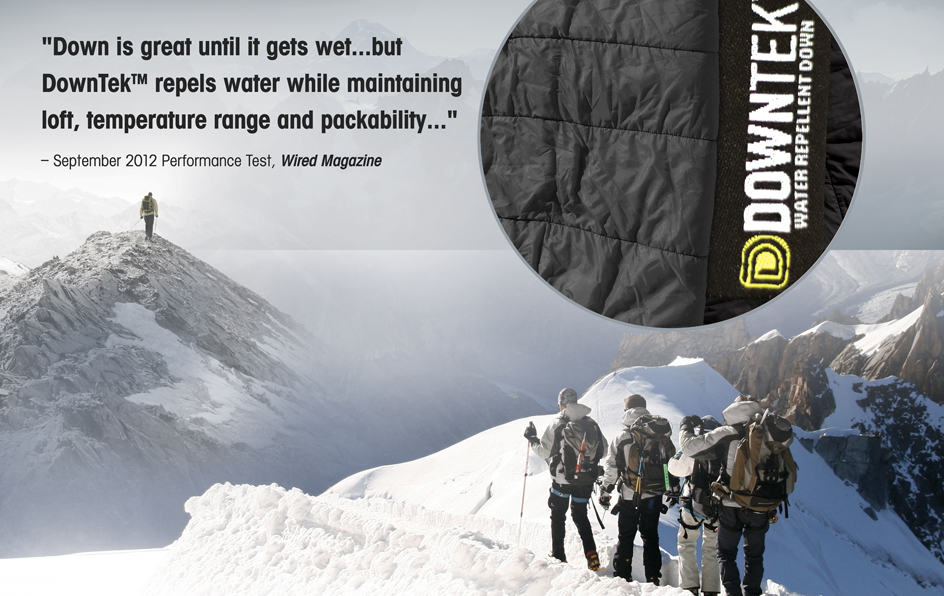 "Down is great until it gets wet...but
DownTek™ repels water while maintaining
loft, temperature range and packability..."
– September 2012 Performance Test, Wired Magazine
DOWNTEK
WATER REPELLENT DOWN